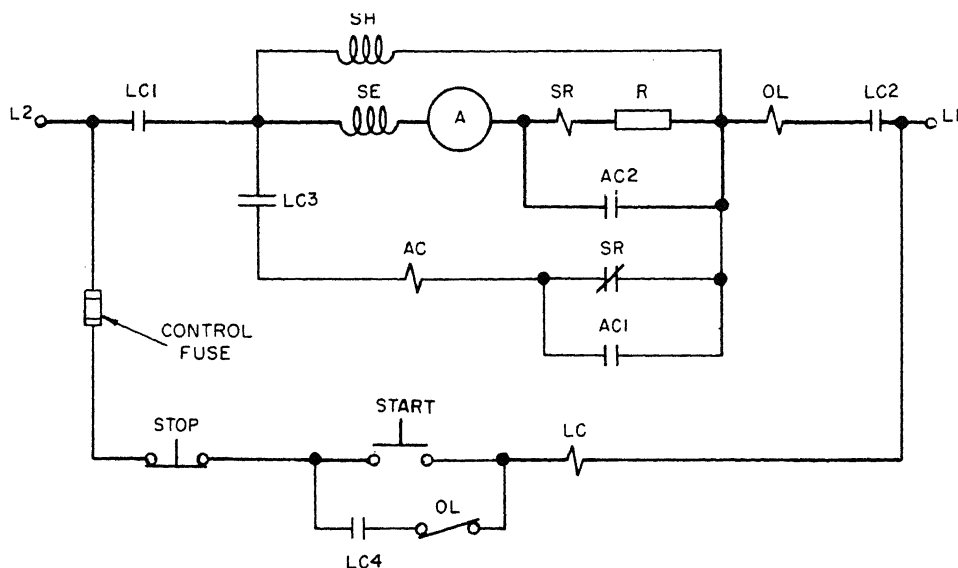 SH
LC1
SE
A
SR
R
OL
LC2
L2
L1
AC2
LC3
AC
SR
AC1
CONTROL
FUSE
STOP
START
LC
OL
LC4